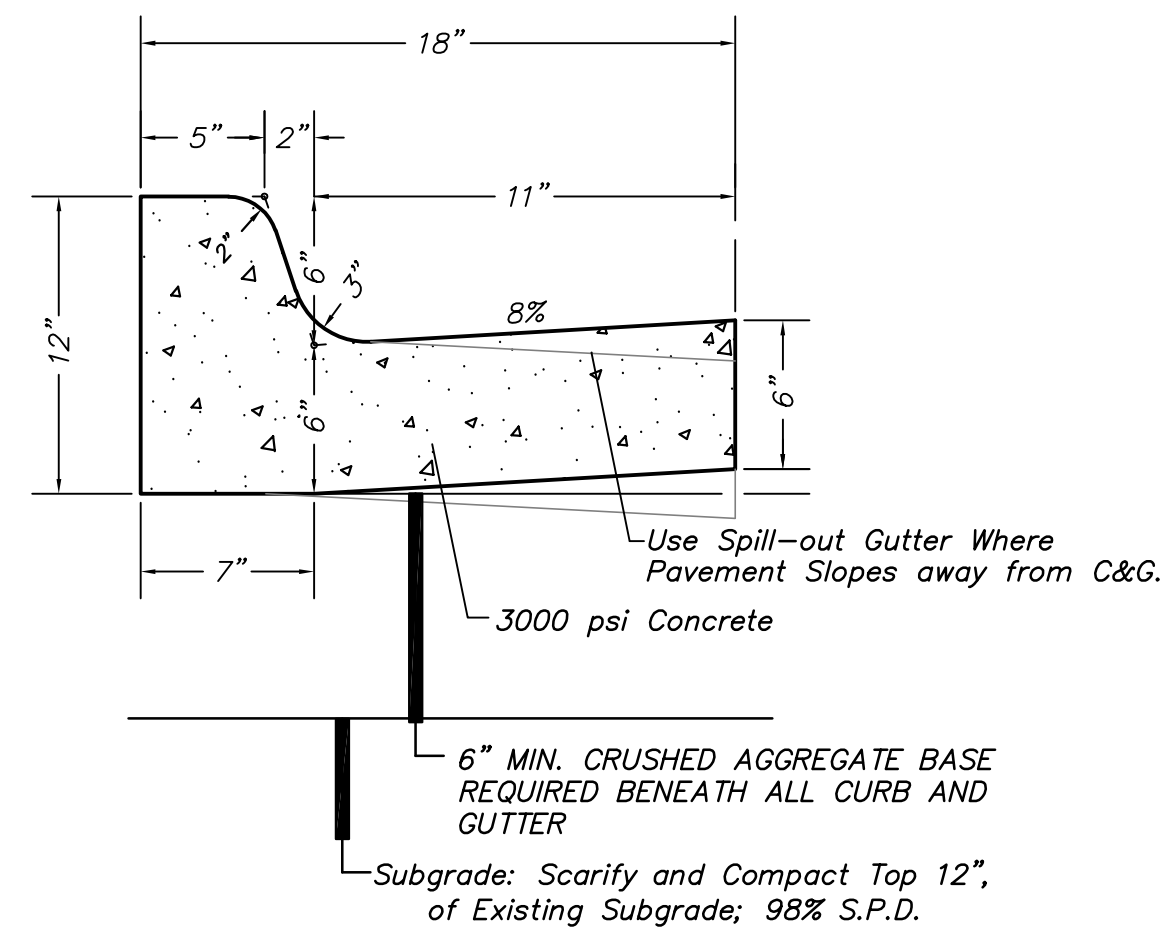 18”
5”
2”
11”
2”
6”
3”
8%
12”
6”
6”
7”
Use Spill-out Gutter Where
Pavement Slopes away from C&G.
3000 psi Concrete
6” MIN. CRUSHED AGGREGATE BASE
REQUIRED BENEATH ALL CURB AND
GUTTER
Subgrade: Scarify and Compact Top 12”,
of Existing Subgrade; 98% S.P.D.